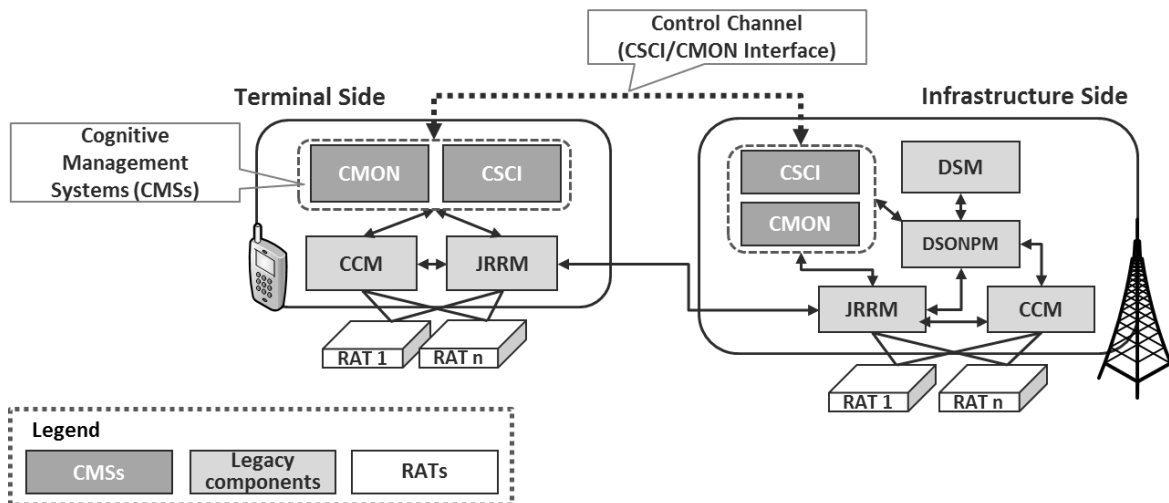 Control Channel
(CSCI/CMON Interface)
Terminal Side
Infrastructure Side
Cognitive
Management
Systems (CMSs)
CMON
CSCI
CCM
JRRM
RAT 1
RAT n
CSCI
CMON
DSM
DSONPM
JRRM
CCM
RAT 1
RAT n
Legend
CMSs
Legacy
components
RATs